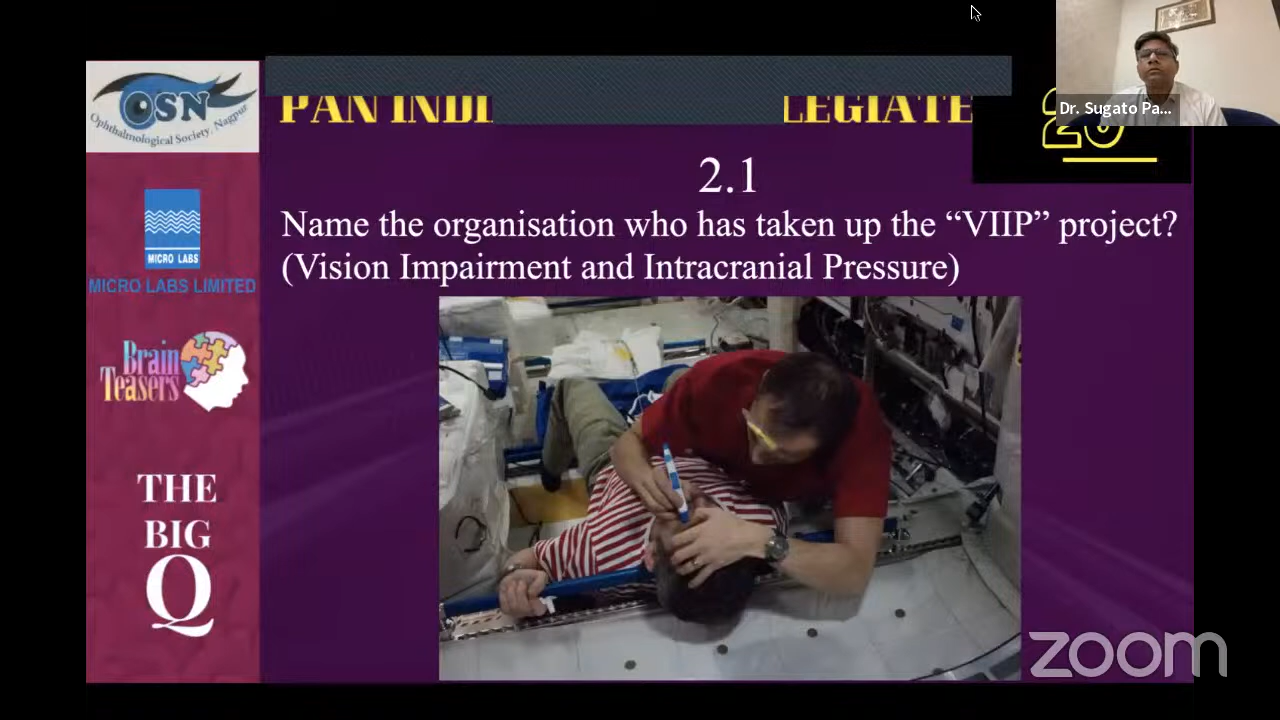 OSN
Ophthalmological Society, Nagpur
MICRO LABS
MICRO LABS LIMITED
Brain
Teasers
THE
BIG
Q
PAN INDI
LEGIATE
2.1
Name the organisation who has taken up the “VIIP” project?
(Vision Impairment and Intracranial Pressure)
Dr. Sugato Pa...
zoom